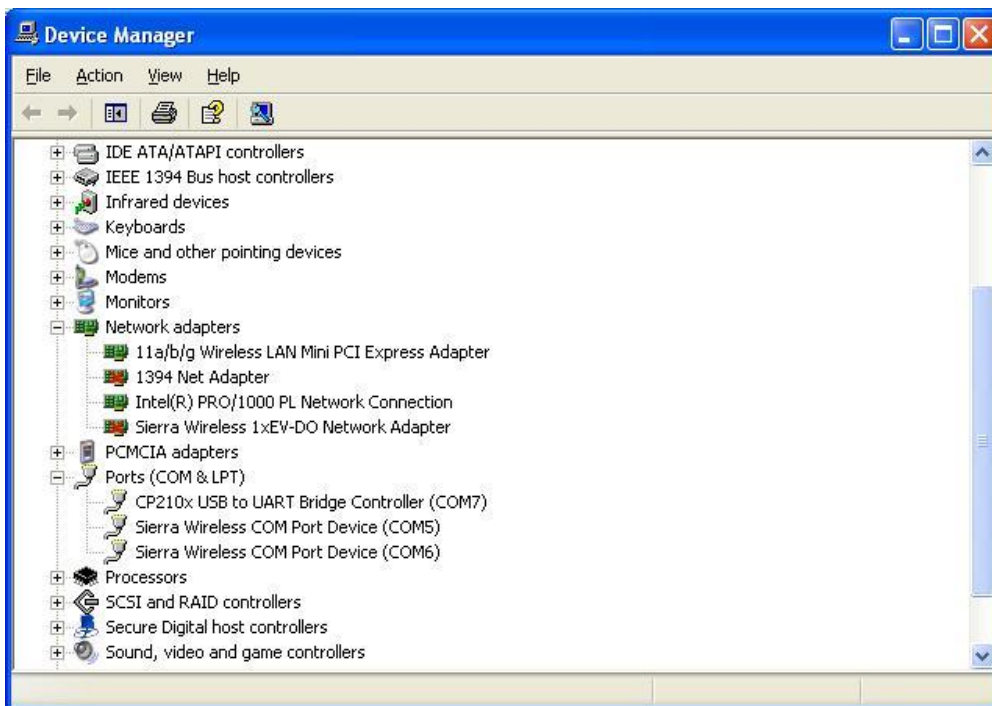 Device Manager
File Action View Help
IDE ATA/ATAPI controllers
IEEE 1394 Bus host controllers
Infrared devices
Keyboards
Mice and other pointing devices
Modems
Monitors
Network adapters
11a/b/g Wireless LAN Mini PCI Express Adapter
1394 Net Adapter
Intel(R) PRO/1000 PL Network Connection
Sierra Wireless 1xEV-DO Network Adapter
PCMCIA adapters
Ports (COM & LPT)
CP210x USB to UART Bridge Controller (COM7)
Sierra Wireless COM Port Device (COM5)
Sierra Wireless COM Port Device (COM6)
Processors
SCSI and RAID controllers
Secure Digital host controllers
Sound, video and game controllers